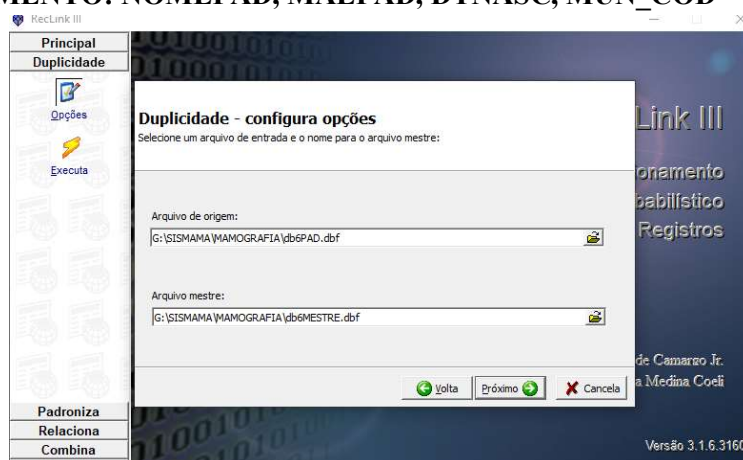 NOMEPAD, MAEPAD, DTNASC, MUN_COD
RecLink III
Principal
Duplicidade
Opções
Executa
Duplicidade - configura opções
Selecione um arquivo de entrada e o nome para o arquivo mestre:
Arquivo de origem:
G:\SISMAMA\MAMOGRAFIA\db6PAD.dbf
Arquivo mestre:
G:\SISMAMA\MAMOGRAFIA\db6MESTRE.dbf
Volta
Próximo
Cancela
Link III
onamento
babilístico
Registros
de Camargo Jr.
a Medina Coeli
Padroniza
Relaciona
Combina
Versão 3.1.6.3160